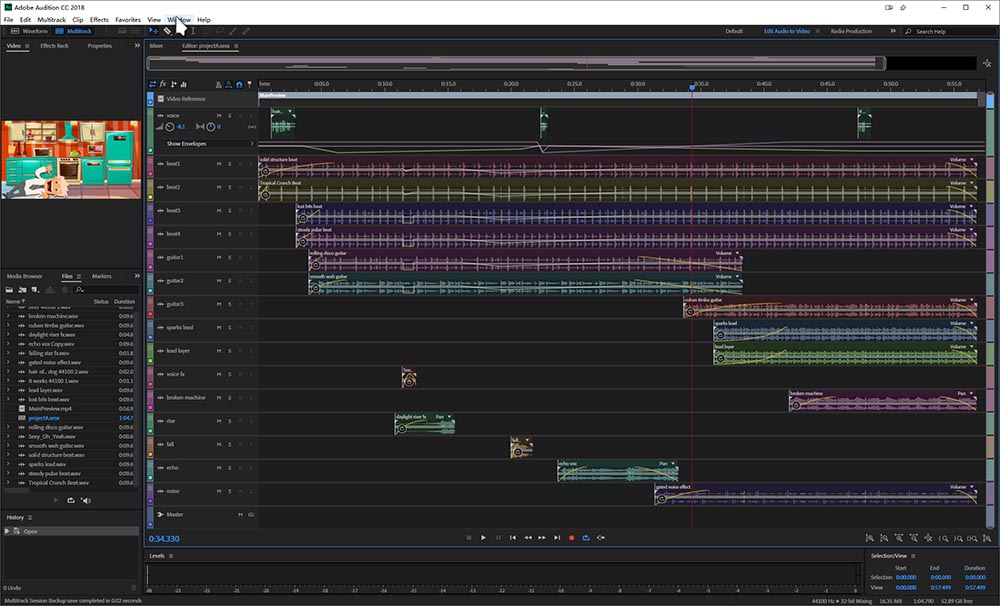 Adobe Audition CC 2018
File Edit Multitrack Clip Effects Favorites View Window Help
Waveform Multitrack Default Edit Audio to Video Radio Production Search Help
Video Effects Rack Properties Mixer Editor: projectA.sesx
hms 0:05.0 0:10.0 0:15.0 0:20.0 0:25.0 0:30.0 0:35.0 0:40.0 0:45.0 0:50.0 0:55.0
MainPreview
Video Reference
voice M S R I
-8.1 0
Show Envelopes
beat1 M S R I solid structure beat Volume
beat2 M S R I Tropical Crunch Beat Volume
beat3 M S R I lost bits beat Volume
beat4 M S R I steady pulse beat Volume
guitar1 M S R I rolling disco guitar Volume
guitar2 M S R I smooth wah guitar Volume
guitar3 M S R I cuban timba guitar Volume
sparks lead M S R I sparks lead Volume
lead layer M S R I lead layer Volume
voice fx M S R I
broken machine M S R I broken machine Pan
rise M S R I daylight riser fx Pan
fall M S R I
echo M S R I echo vox Pan
noise M S R I gated noise effect Volume
Master M
Media Browser Files Markers
Name Status Duration
broken machine.wav 0:09.6
cuban timba guitar.wav 0:09.6
daylight riser fx.wav 0:04.8
echo vox Copy.wav 0:09.6
falling star fx.wav 0:01.8
gated noise effect.wav 0:09.6
hair of.. dog 44100 2.wav 0:02.0
it works 44100 1.wav 0:01.1
lead layer.wav 0:09.6
lost bits beat.wav 0:09.6
MainPreview.mp4 0:56.9
projectA.sesx 1:04.7
rolling disco guitar.wav 0:09.6
Sexy_Oh_Yeah.wav 0:00.8
smooth wah guitar.wav 0:09.6
solid structure beat.wav 0:09.6
sparks lead.wav 0:09.6
steady pulse beat.wav 0:09.6
Tropical Crunch Beat.wav 0:09.6
History
Open
0 Undo
0:34.330
Levels
Selection/View
Start End Duration
Selection 0:00.000 0:00.000 0:00.000
View 0:00.000 0:57.499 0:57.499
Multitrack Session Backup save completed in 0.02 seconds
44100 Hz • 32-bit Mixing 16.35 MB 1:04.790 52.89 GB free